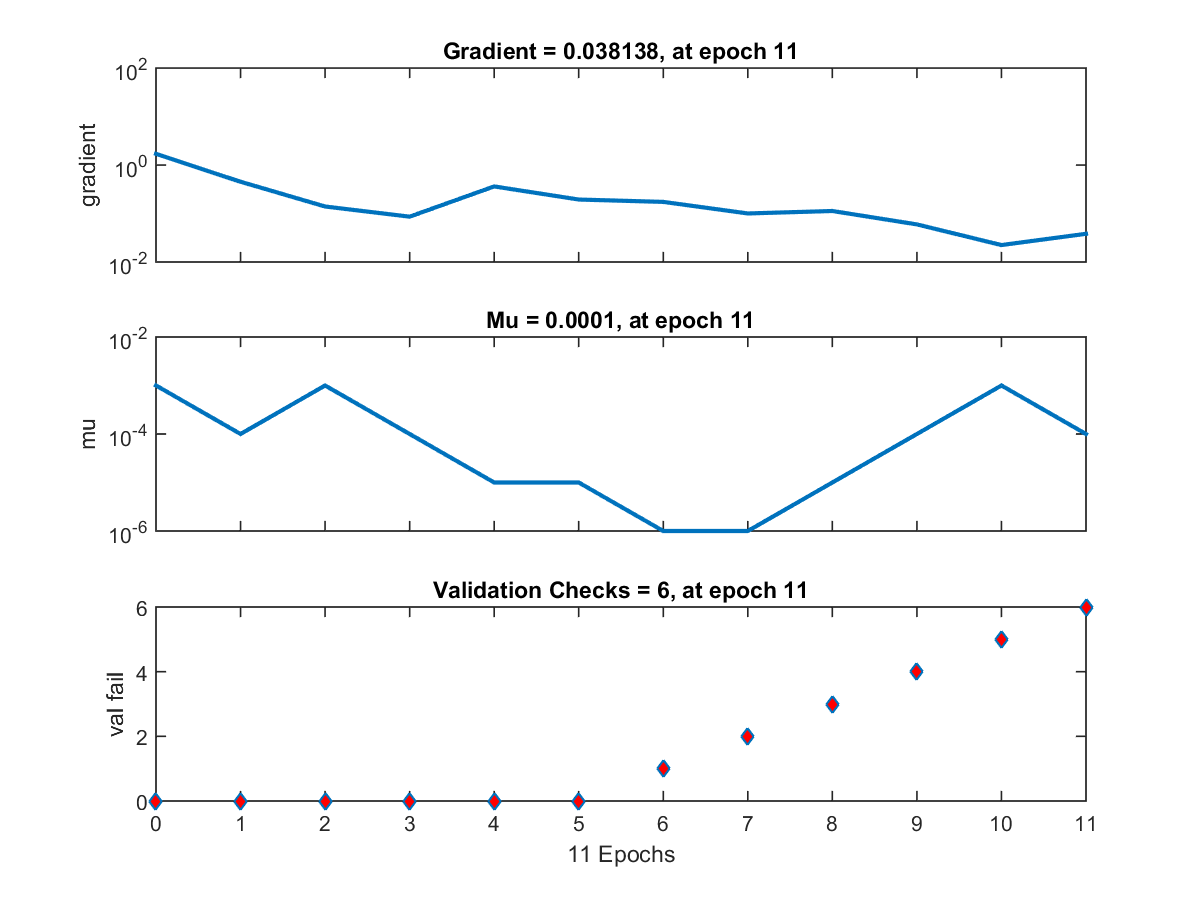 Gradient = 0.038138, at epoch 11
10^2
10^0
10^-2
gradient
Mu = 0.0001, at epoch 11
10^-2
10^-4
10^-6
mu
Validation Checks = 6, at epoch 11
6
4
2
0
val fail
0 1 2 3 4 5 6 7 8 9 10 11
11 Epochs